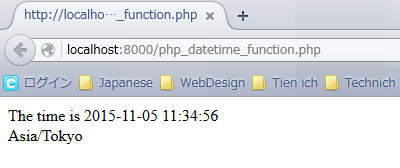 http://localho…_function.php
localhost:8000/php_datetime_function.php
ログイン Japanese WebDesign Tien ich Technich
The time is 2015-11-05 11:34:56
Asia/Tokyo